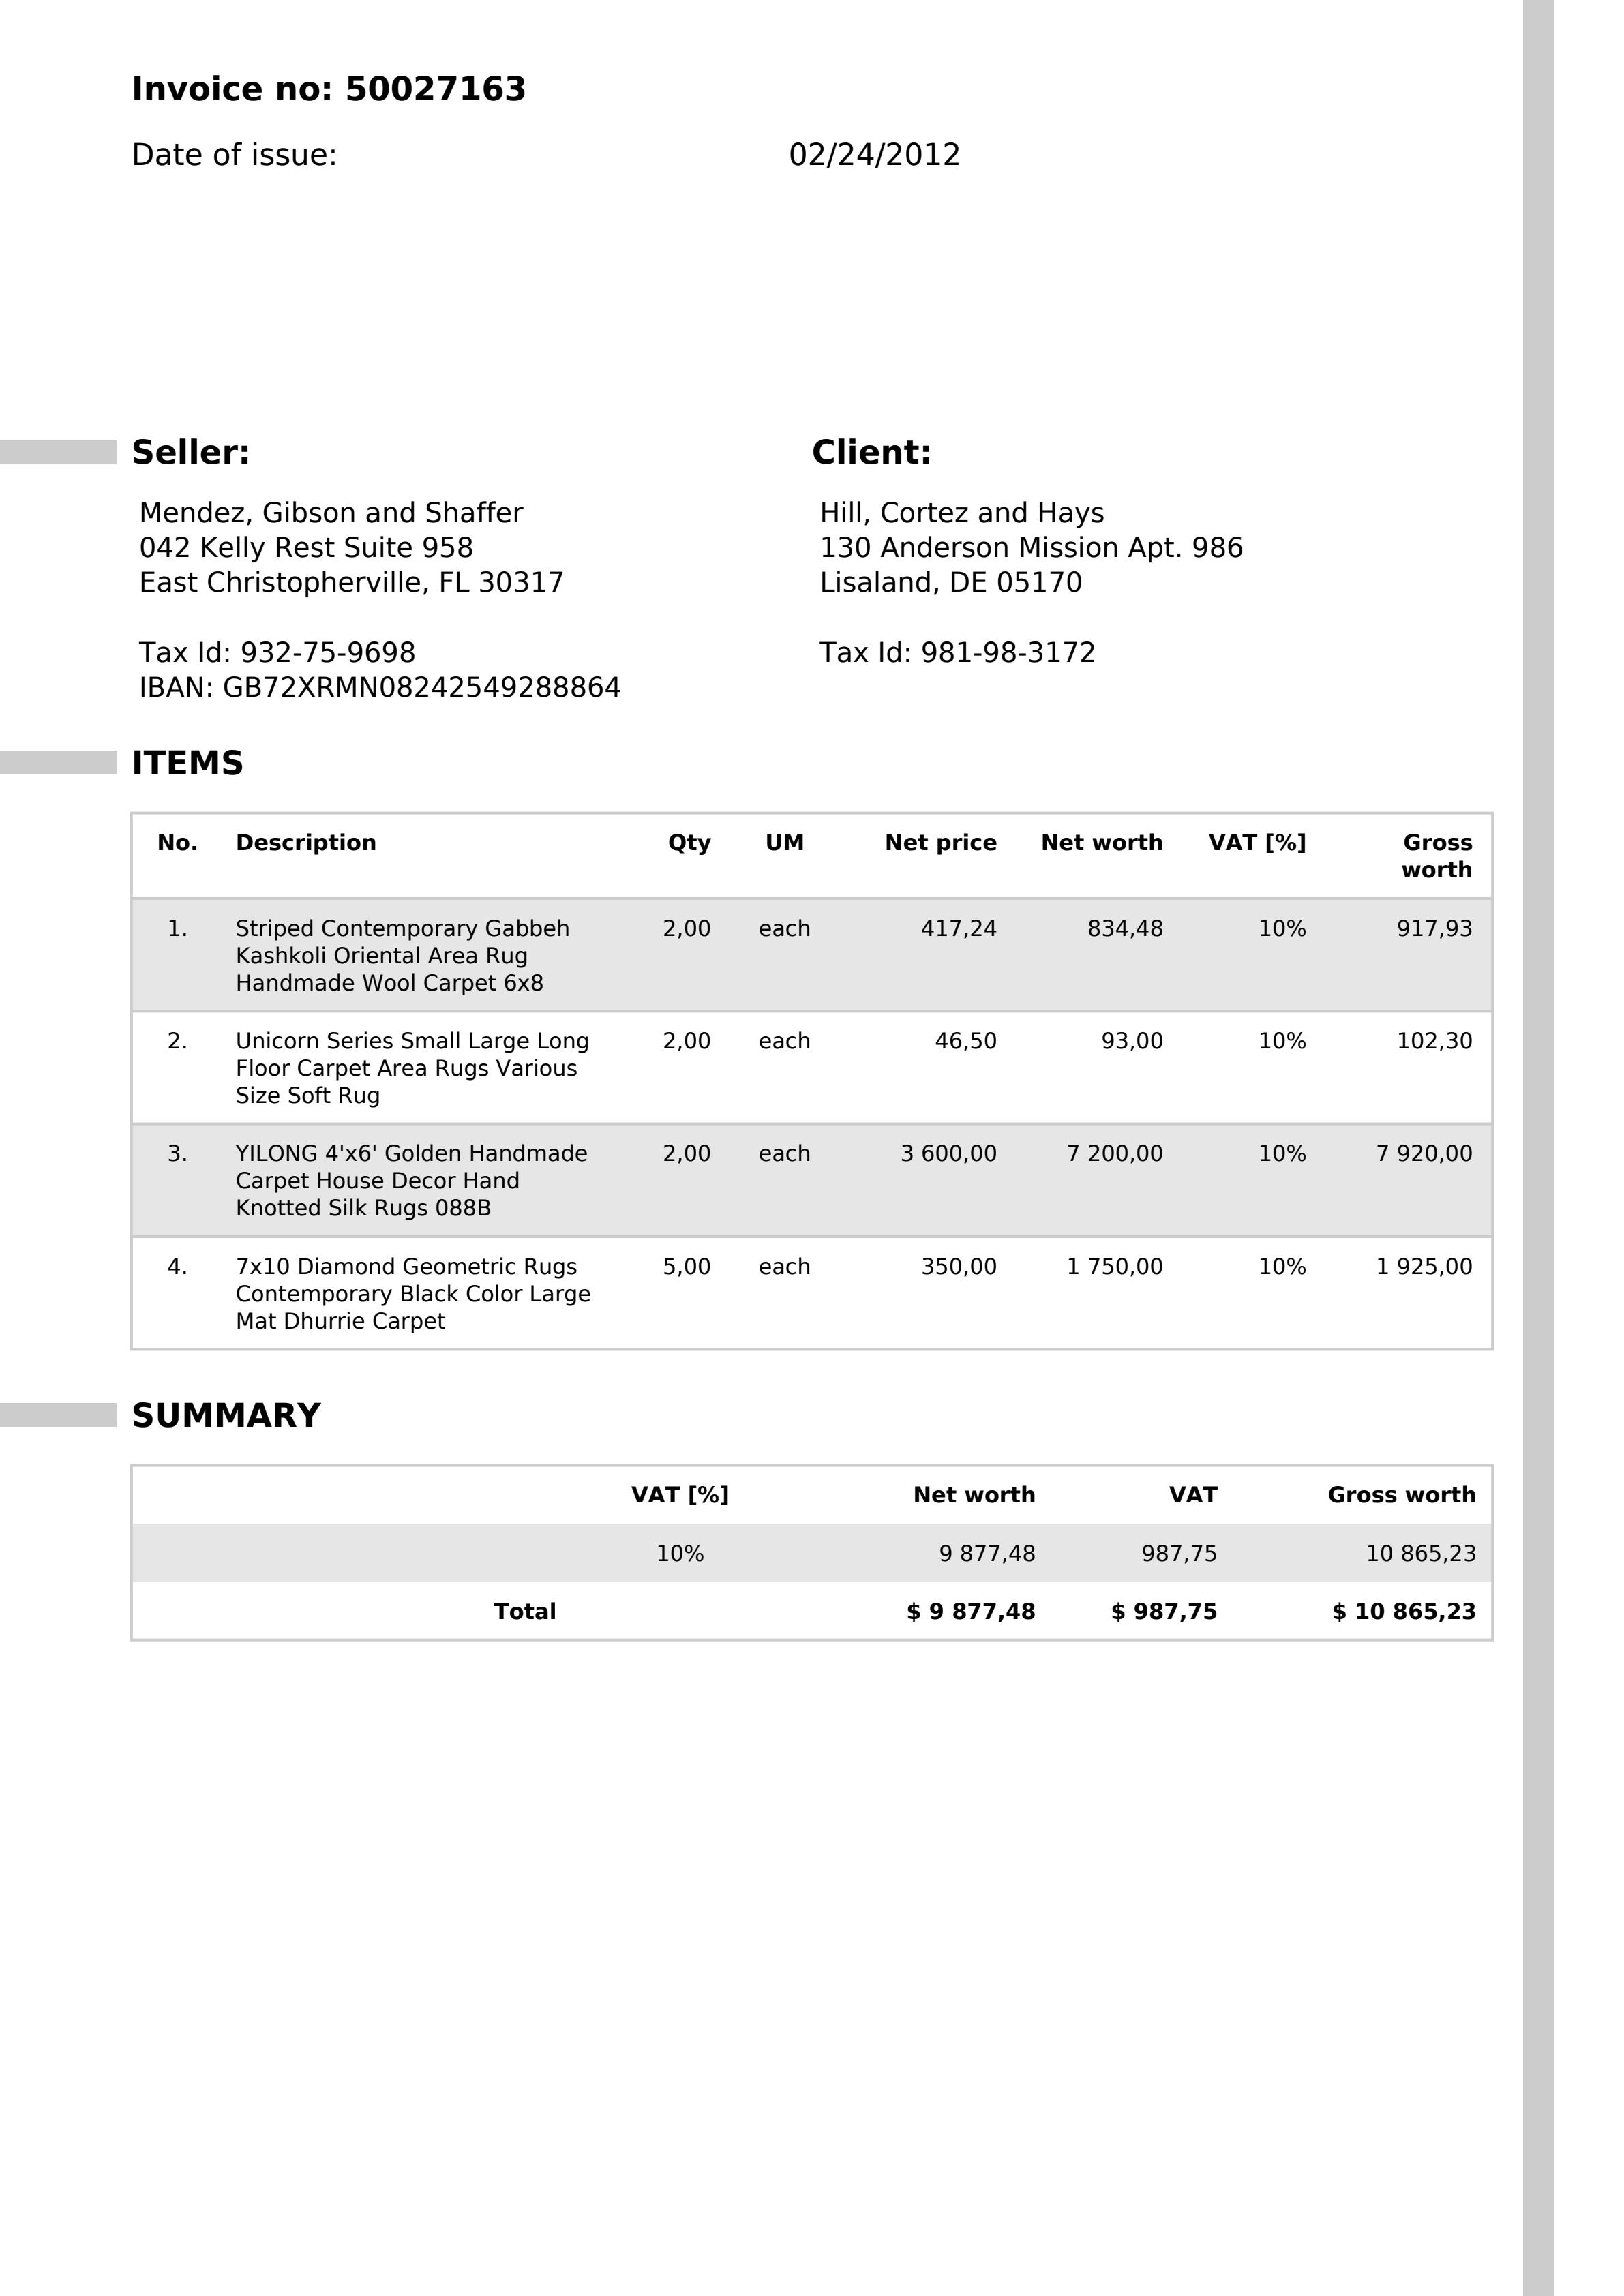 Invoice no: 50027163
Date of issue: 02/24/2012
Seller:
Mendez, Gibson and Shaffer
042 Kelly Rest Suite 958
East Christopherville, FL 30317
Tax Id: 932-75-9698
IBAN: GB72XRMN08242549288864
Client:
Hill, Cortez and Hays
130 Anderson Mission Apt. 986
Lisaland, DE 05170
Tax Id: 981-98-3172
ITEMS
No. Description Qty UM Net price Net worth VAT [%] Gross
worth
1. Striped Contemporary Gabbeh 2,00 each 417,24 834,48 10% 917,93
Kashkoli Oriental Area Rug
Handmade Wool Carpet 6x8
2. Unicorn Series Small Large Long 2,00 each 46,50 93,00 10% 102,30
Floor Carpet Area Rugs Various
Size Soft Rug
3. YILONG 4'x6' Golden Handmade 2,00 each 3 600,00 7 200,00 10% 7 920,00
Carpet House Decor Hand
Knotted Silk Rugs 088B
4. 7x10 Diamond Geometric Rugs 5,00 each 350,00 1 750,00 10% 1 925,00
Contemporary Black Color Large
Mat Dhurrie Carpet
SUMMARY
VAT [%] Net worth VAT Gross worth
10% 9 877,48 987,75 10 865,23
Total $ 9 877,48 $ 987,75 $ 10 865,23